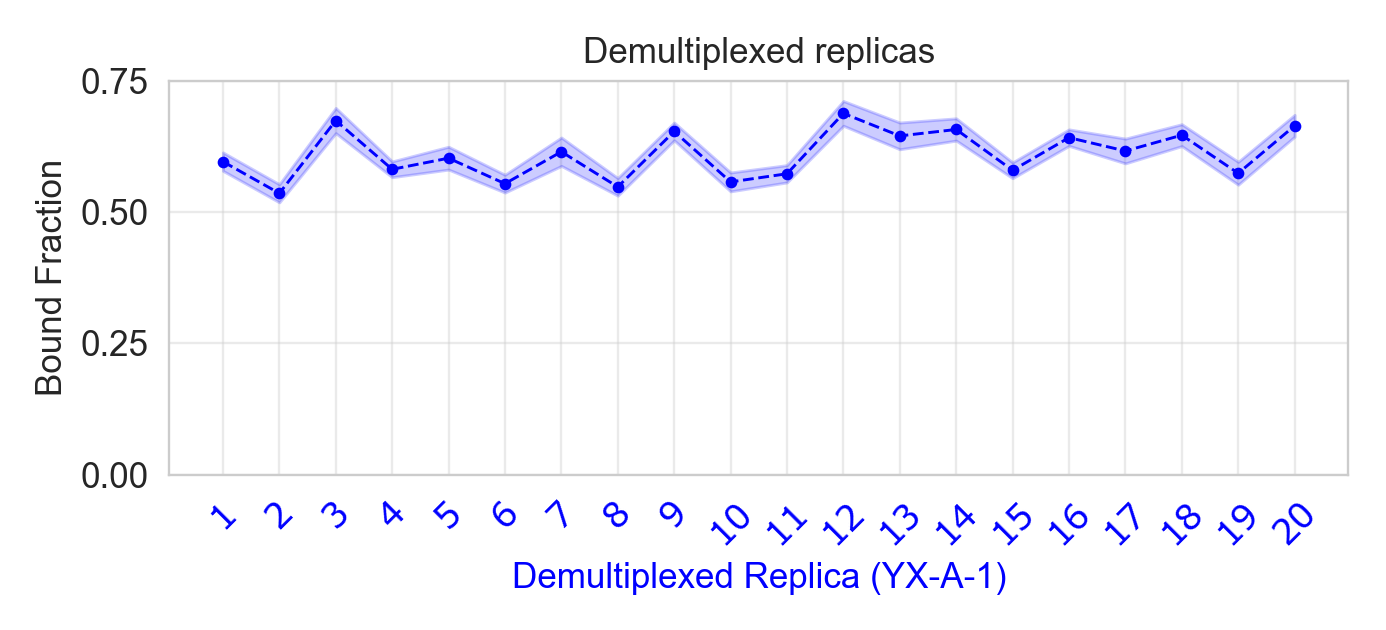 Demultiplexed replicas
0.75
0.50
0.25
0.00
Bound Fraction
1 2 3 4 5 6 7 8 9 10 11 12 13 14 15 16 17 18 19 20
Demultiplexed Replica (YX-A-1)